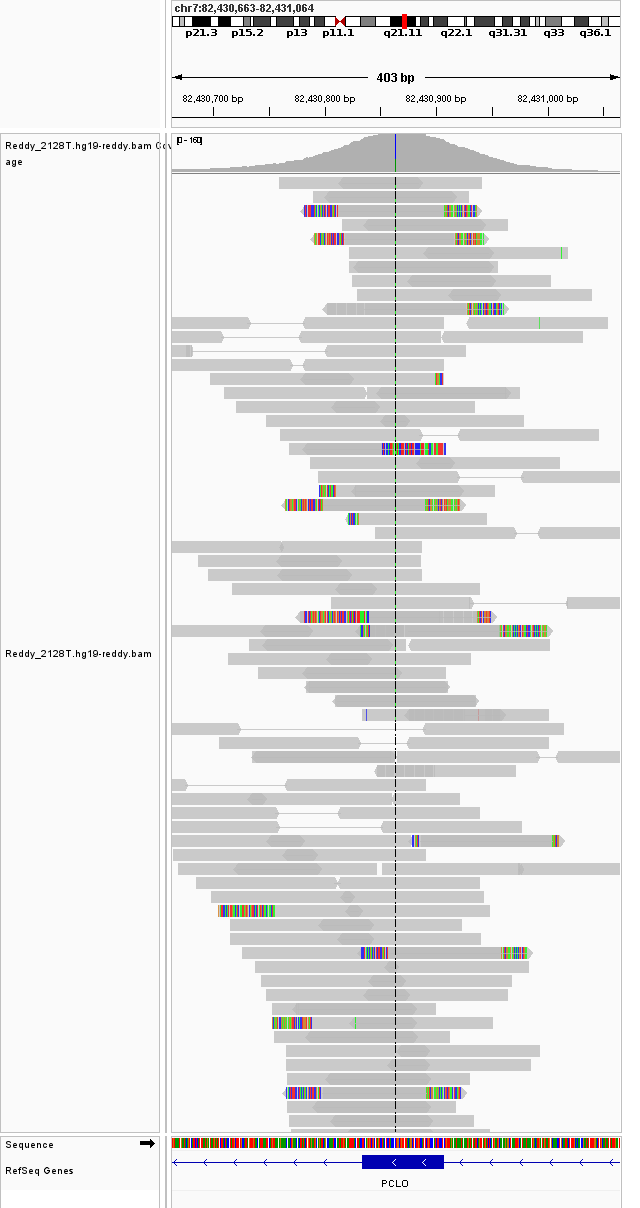 chr7:82,430,663-82,431,064
p21.3 p15.2 p13 p11.1 q21.11 q22.1 q31.31 q33 q36.1
403 bp
82,430,700 bp 82,430,800 bp 82,430,900 bp 82,431,000 bp
Reddy_2128T.hg19-reddy.bam Cov
age
[0 - 160]
Reddy_2128T.hg19-reddy.bam
Sequence
RefSeq Genes
PCLO